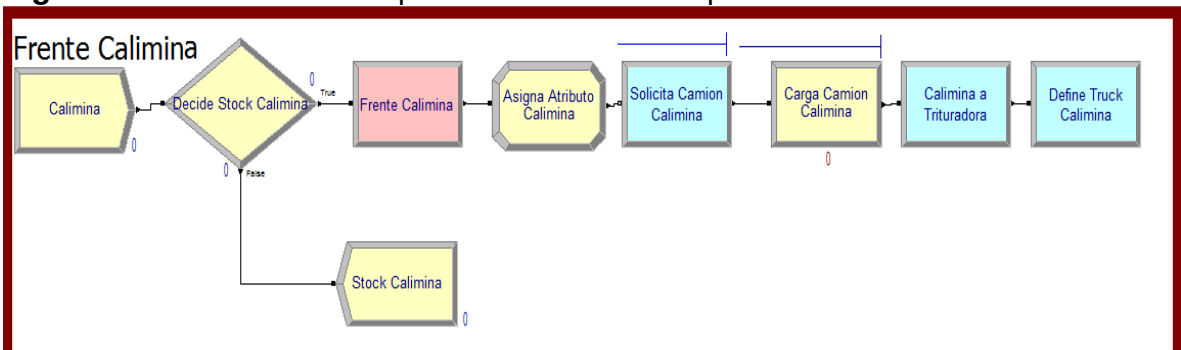 Frente Calimina
Calimina
0
Decide Stock Calimina
0
True
0
False
Frente Calimina
Asigna Atributo
Calimina
Solicita Camion
Calimina
Carga Camion
Calimina
0
Calimina a
Trituradora
Define Truck
Calimina
Stock Calimina
0